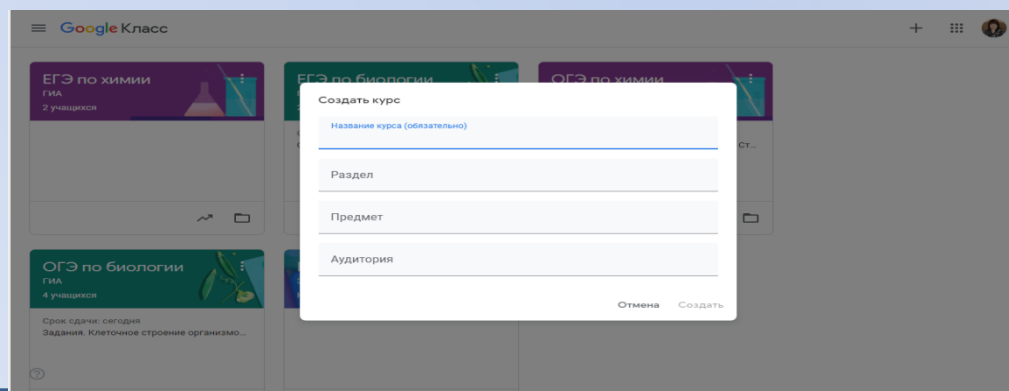 Google Класс
ЕГЭ по химии
ГИА
2 учащихся
ЕГЭ по биологии
ОГЭ по химии
Создать курс
Название курса (обязательно)
Раздел
Предмет
Аудитория
Отмена Создать
Ст...
ОГЭ по биологии
ГИА
4 учащихся
Срок сдачи: сегодня
Задания. Клеточное строение организмо...